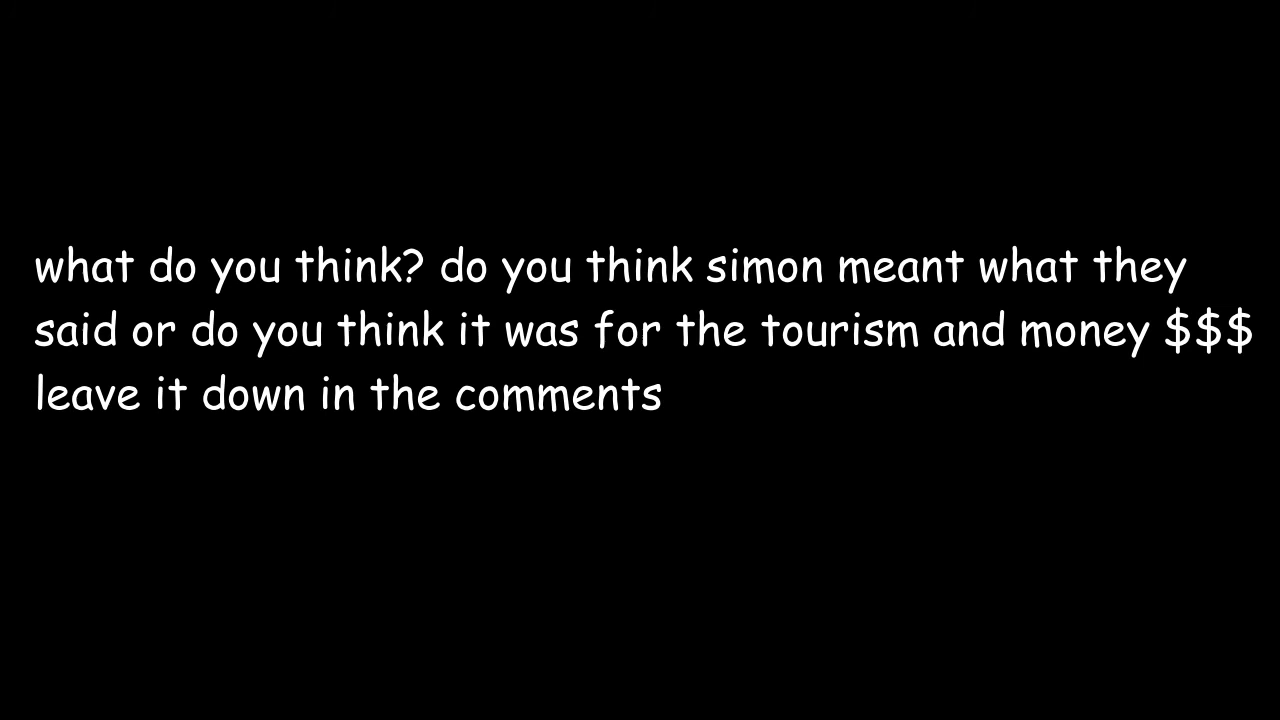 what do you think? do you think simon meant what they
said or do you think it was for the tourism and money $$$
leave it down in the comments